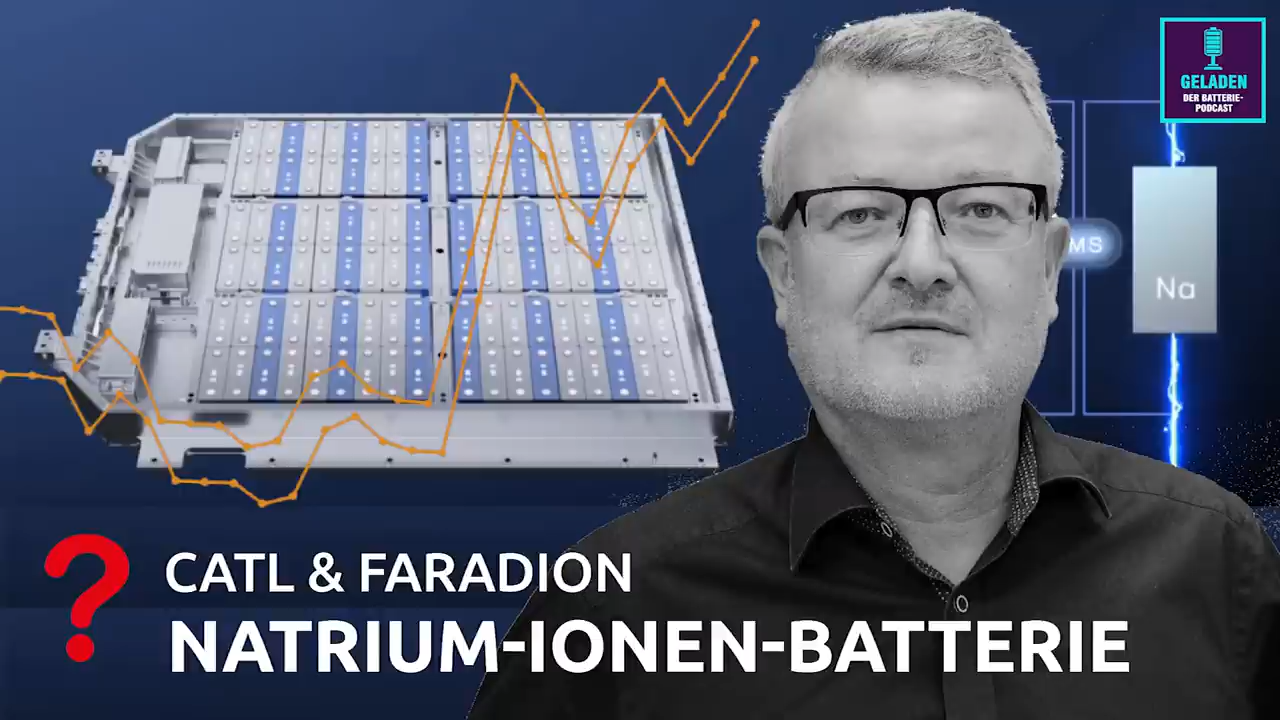 GELADEN
DER BATTERIE-
PODCAST
MS
Na
?
CATL & FARADION
NATRIUM-IONEN-BATTERIE